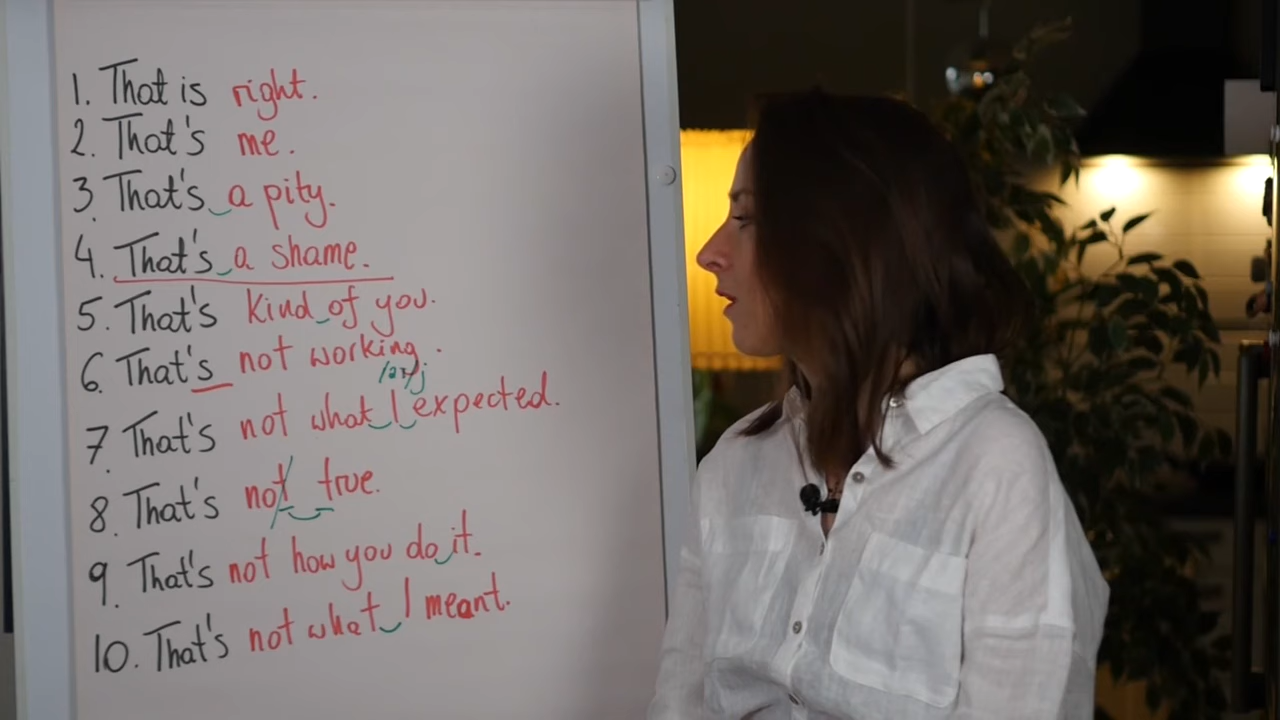 1. That is right.
2. That's me.
3. That's a pity.
4. That's a shame.
5. That's kind of you.
6. That's not working.
/aɪ/ j
7. That's not what I expected.
8. That's not true.
9. That's not how you do it.
10. That's not what I meant.